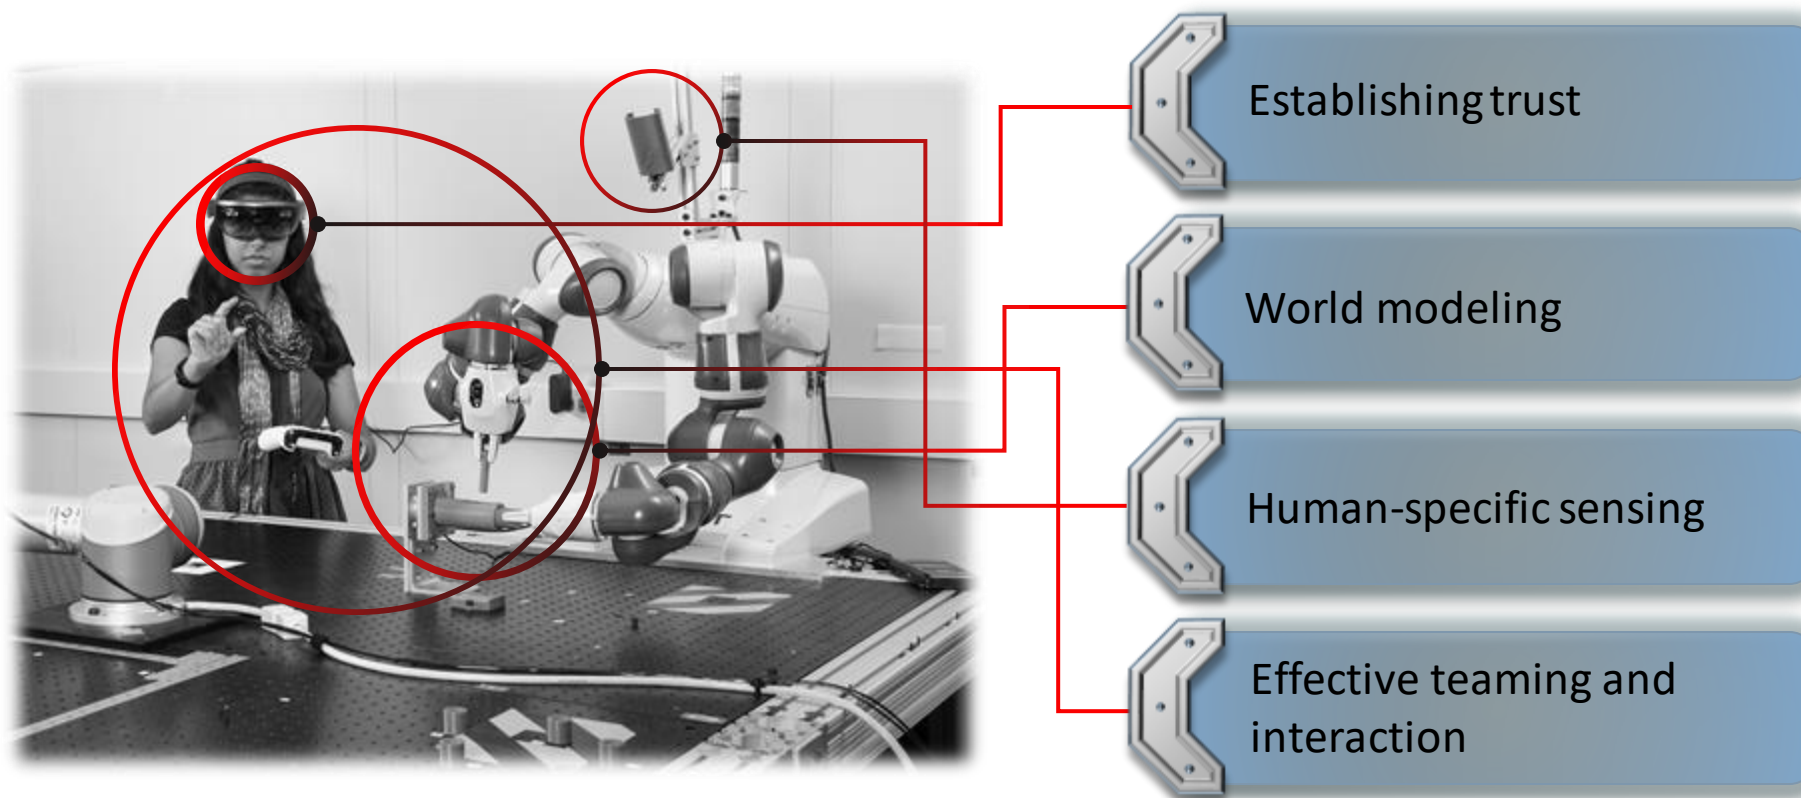 Establishing trust
World modeling
Human-specific sensing
Effective teaming and
interaction